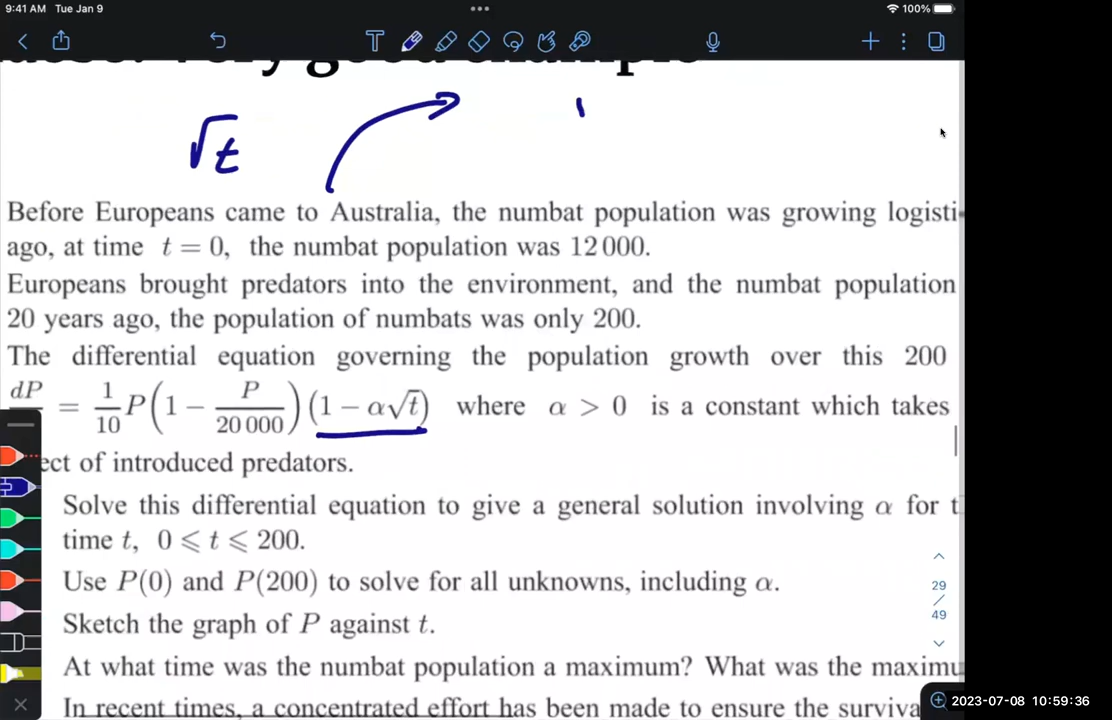 9:41 AM Tue Jan 9
100%
very good example
√t
Before Europeans came to Australia, the numbat population was growing logisti
ago, at time t = 0, the numbat population was 12 000.
Europeans brought predators into the environment, and the numbat population
20 years ago, the population of numbats was only 200.
The differential equation governing the population growth over this 200
dP = 1/10 P(1 − P/20 000)(1 − α√t) where α > 0 is a constant which takes
ect of introduced predators.
Solve this differential equation to give a general solution involving α for t
time t, 0 ⩽ t ⩽ 200.
Use P(0) and P(200) to solve for all unknowns, including α.
29
/
49
Sketch the graph of P against t.
At what time was the numbat population a maximum? What was the maximu
In recent times, a concentrated effort has been made to ensure the surviva
2023-07-08 10:59:36